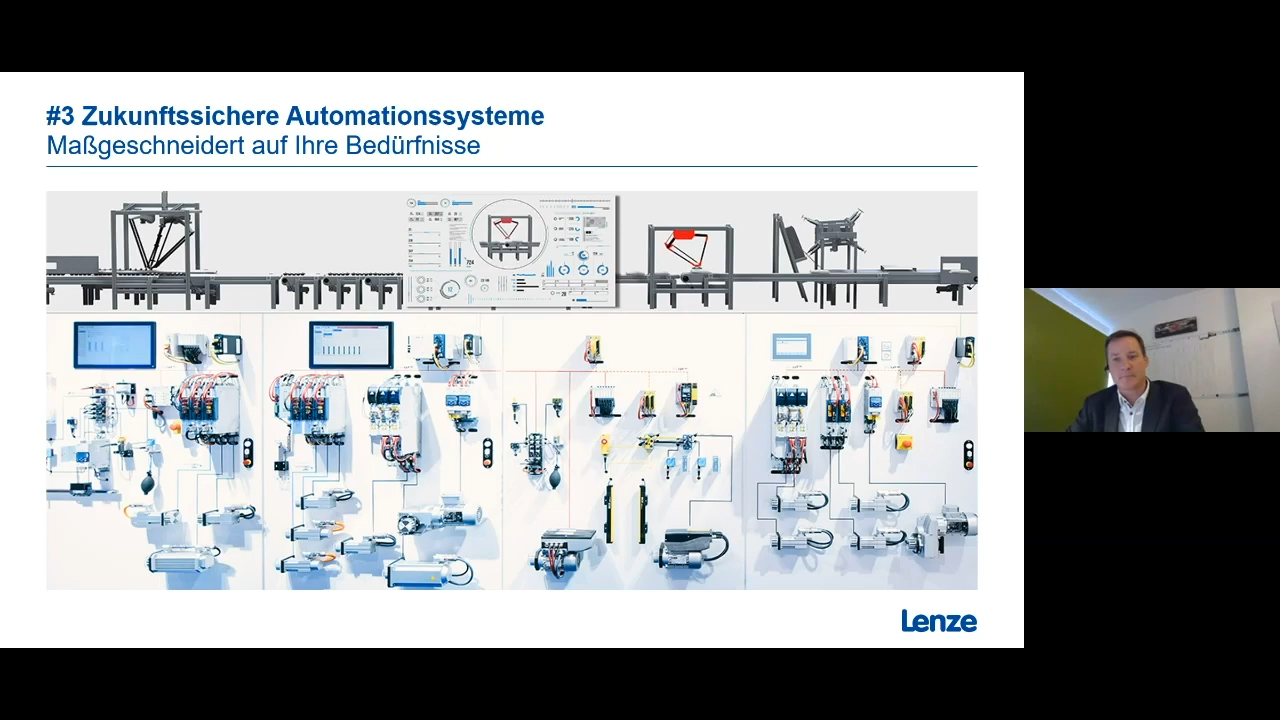 #3 Zukunftssichere Automationssysteme
Maßgeschneidert auf Ihre Bedürfnisse
Lenze